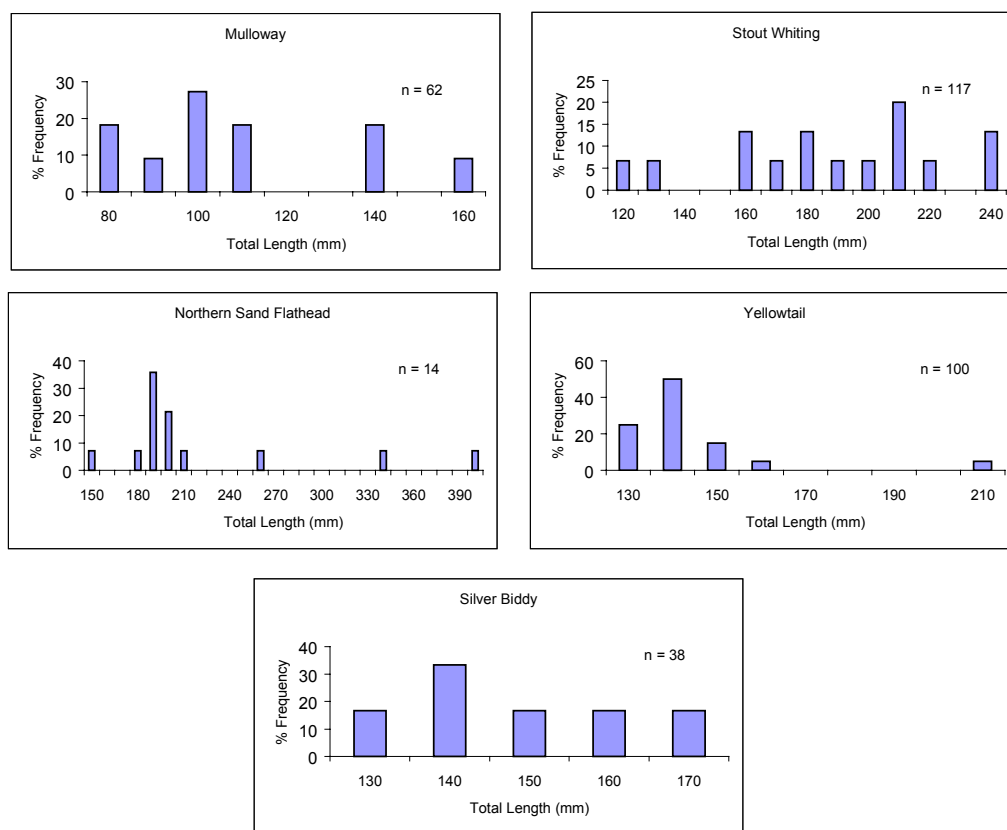 Mulloway
n = 62
% Frequency
30
20
10
0
80 100 120 140 160
Total Length (mm)
Stout Whiting
n = 117
% Frequency
25
20
15
10
5
0
120 140 160 180 200 220 240
Total Length (mm)
Northern Sand Flathead
n = 14
% Frequency
40
30
20
10
0
150 180 210 240 270 300 330 360 390
Total Length (mm)
Yellowtail
n = 100
% Frequency
60
40
20
0
130 150 170 190 210
Total Length (mm)
Silver Biddy
n = 38
% Frequency
40
30
20
10
0
130 140 150 160 170
Total Length (mm)